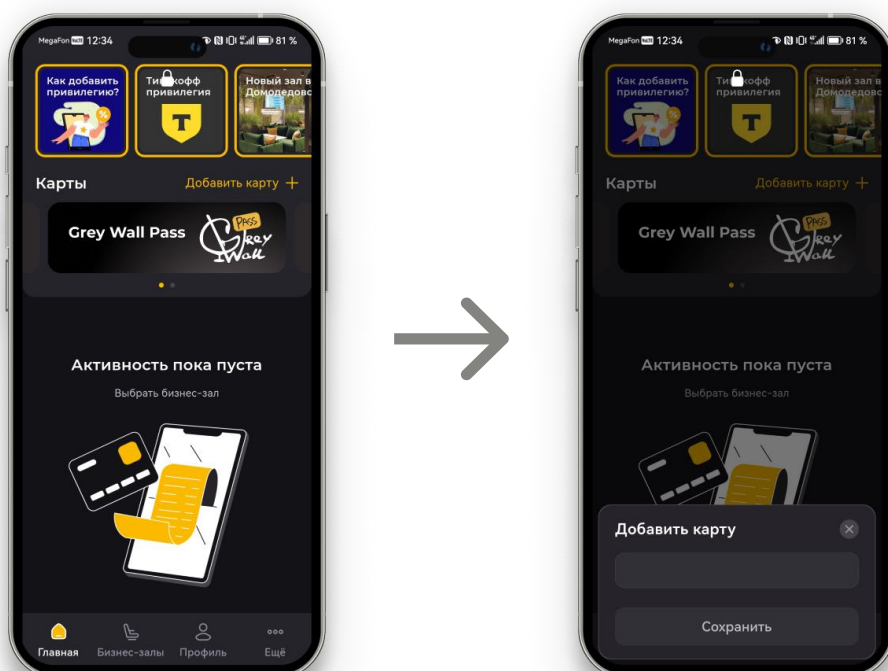 MegaFon VoLTE 12:34
81 %
Как добавить
привилегию?
Тинькофф
привилегия
Новый зал в
Домодедово
Карты
Добавить карту +
Grey Wall Pass
PASS
Grey
Wall
Активность пока пуста
Выбрать бизнес-зал
Главная
Бизнес-залы
Профиль
Ещё
MegaFon VoLTE 12:34
81 %
Как добавить
привилегию?
Тинькофф
привилегия
Новый зал в
Домодедово
Карты
Добавить карту +
Grey Wall Pass
PASS
Grey
Wall
Активность пока пуста
Выбрать бизнес-зал
Добавить карту
Сохранить